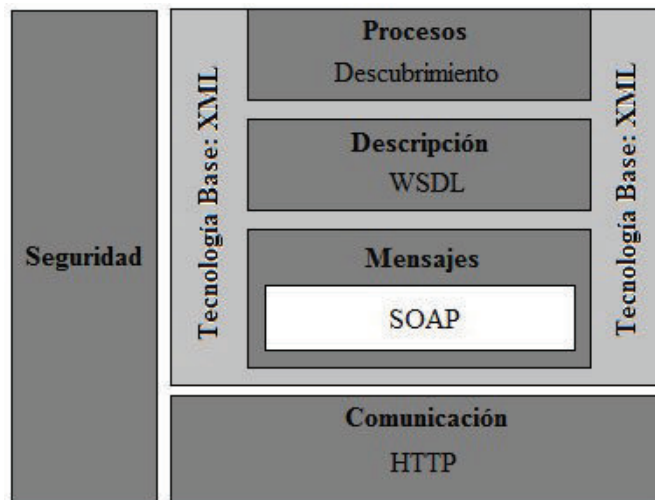 Seguridad
Tecnología Base: XML
Procesos
Descubrimiento
Descripción
WSDL
Mensajes
SOAP
Tecnología Base: XML
Comunicación
HTTP